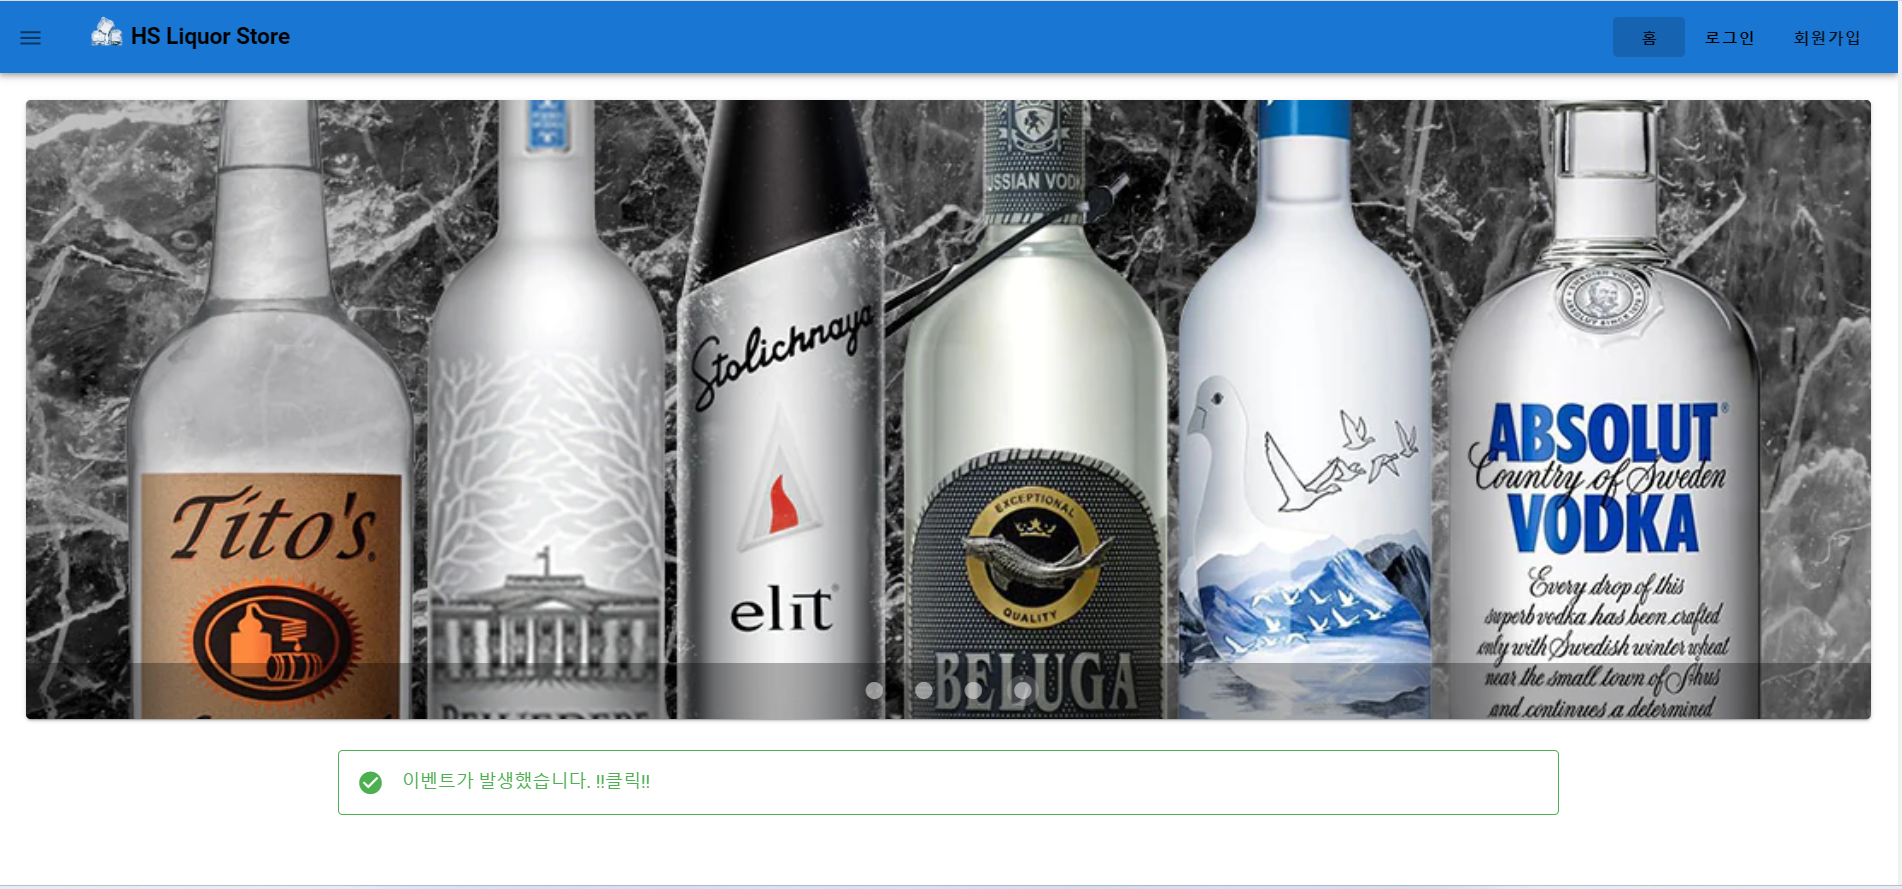 HS Liquor Store
홈
로그인
회원가입
RUSSIAN VODKA
Stolichnaya
elit®
EXCEPTIONAL
QUALITY
BELUGA
Tito's®
BELVEDERE
ABSOLUT®
Country of Sweden
VODKA
Every drop of this
superb vodka has been crafted
only with Swedish winter wheat
near the small town of Åhus
and continues a determined
이벤트가 발생했습니다. !!클릭!!